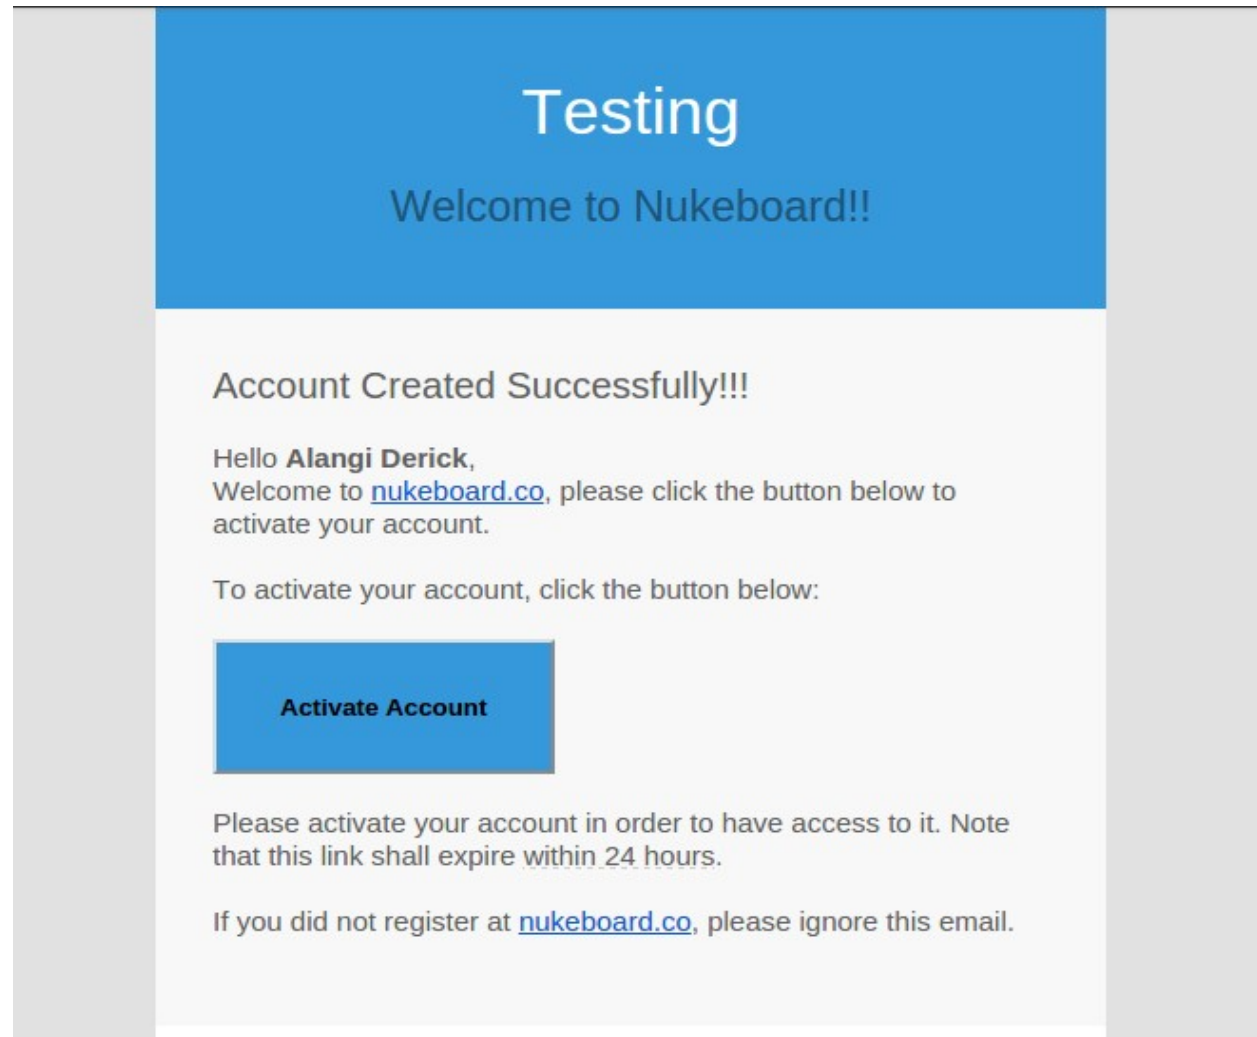 Testing
Welcome to Nukeboard!!
Account Created Successfully!!!
Hello Alangi Derick,
Welcome to nukeboard.co, please click the button below to
activate your account.
To activate your account, click the button below:
Activate Account
Please activate your account in order to have access to it. Note
that this link shall expire within 24 hours.
If you did not register at nukeboard.co, please ignore this email.